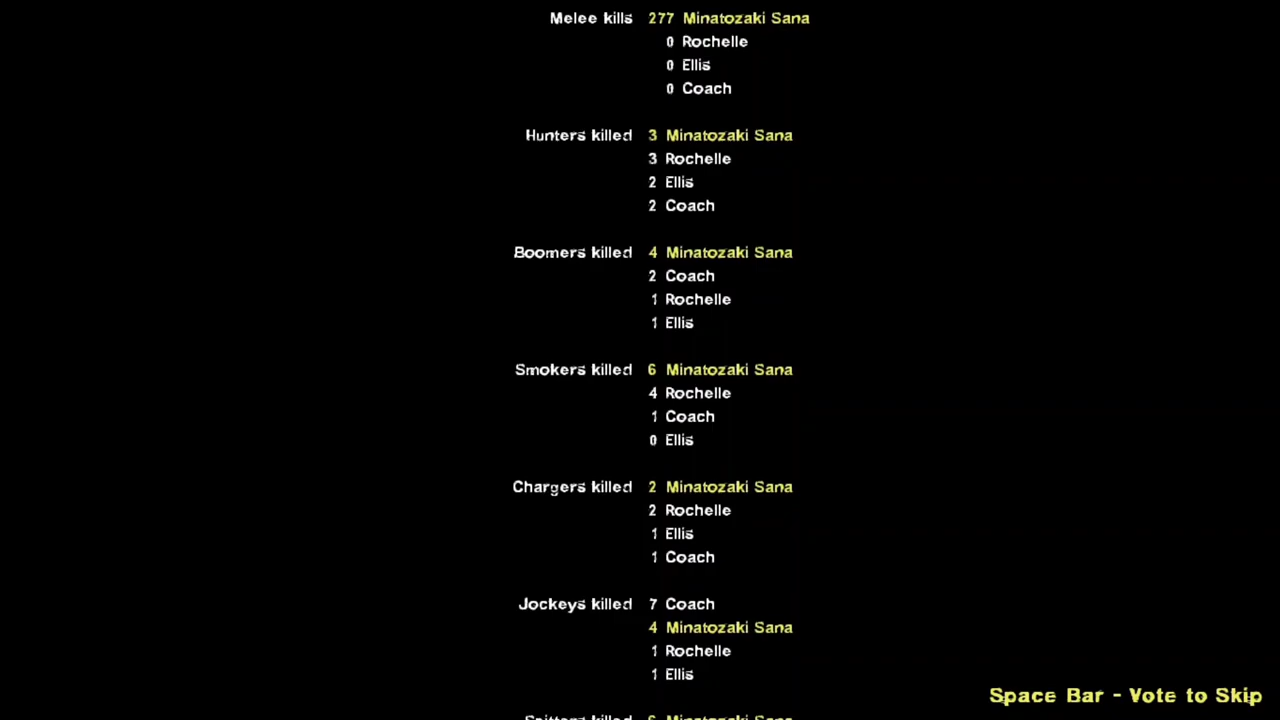 Melee kills 277 Minatozaki Sana
0 Rochelle
0 Ellis
0 Coach
Hunters killed 3 Minatozaki Sana
3 Rochelle
2 Ellis
2 Coach
Boomers killed 4 Minatozaki Sana
2 Coach
1 Rochelle
1 Ellis
Smokers killed 6 Minatozaki Sana
4 Rochelle
1 Coach
0 Ellis
Chargers killed 2 Minatozaki Sana
2 Rochelle
1 Ellis
1 Coach
Jockeys killed 7 Coach
4 Minatozaki Sana
1 Rochelle
1 Ellis
Space Bar - Vote to Skip